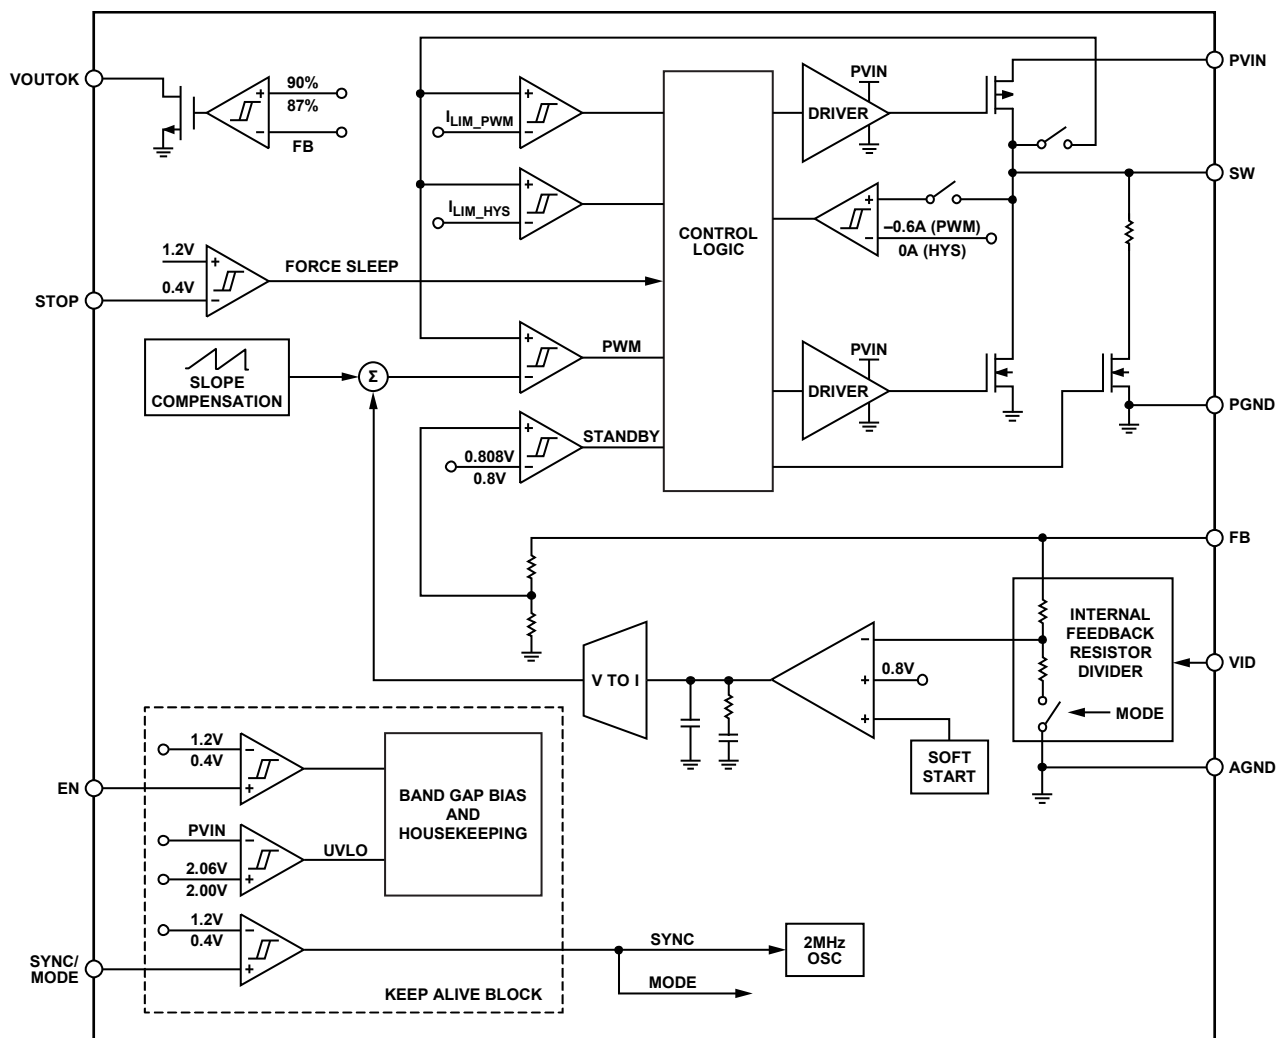 VOUTOK
90%
87%
FB
ILIM_PWM
ILIM_HYS
1.2V
0.4V
STOP
FORCE SLEEP
SLOPE
COMPENSATION
Σ
PWM
0.808V
0.8V
STANDBY
CONTROL
LOGIC
PVIN
DRIVER
–0.6A (PWM)
0A (HYS)
PVIN
DRIVER
PVIN
SW
PGND
FB
INTERNAL
FEEDBACK
RESISTOR
DIVIDER
VID
MODE
AGND
V TO I
0.8V
SOFT
START
1.2V
0.4V
EN
PVIN
2.06V
2.00V
UVLO
BAND GAP BIAS
AND
HOUSEKEEPING
1.2V
0.4V
SYNC/
MODE
KEEP ALIVE BLOCK
SYNC
MODE
2MHz
OSC